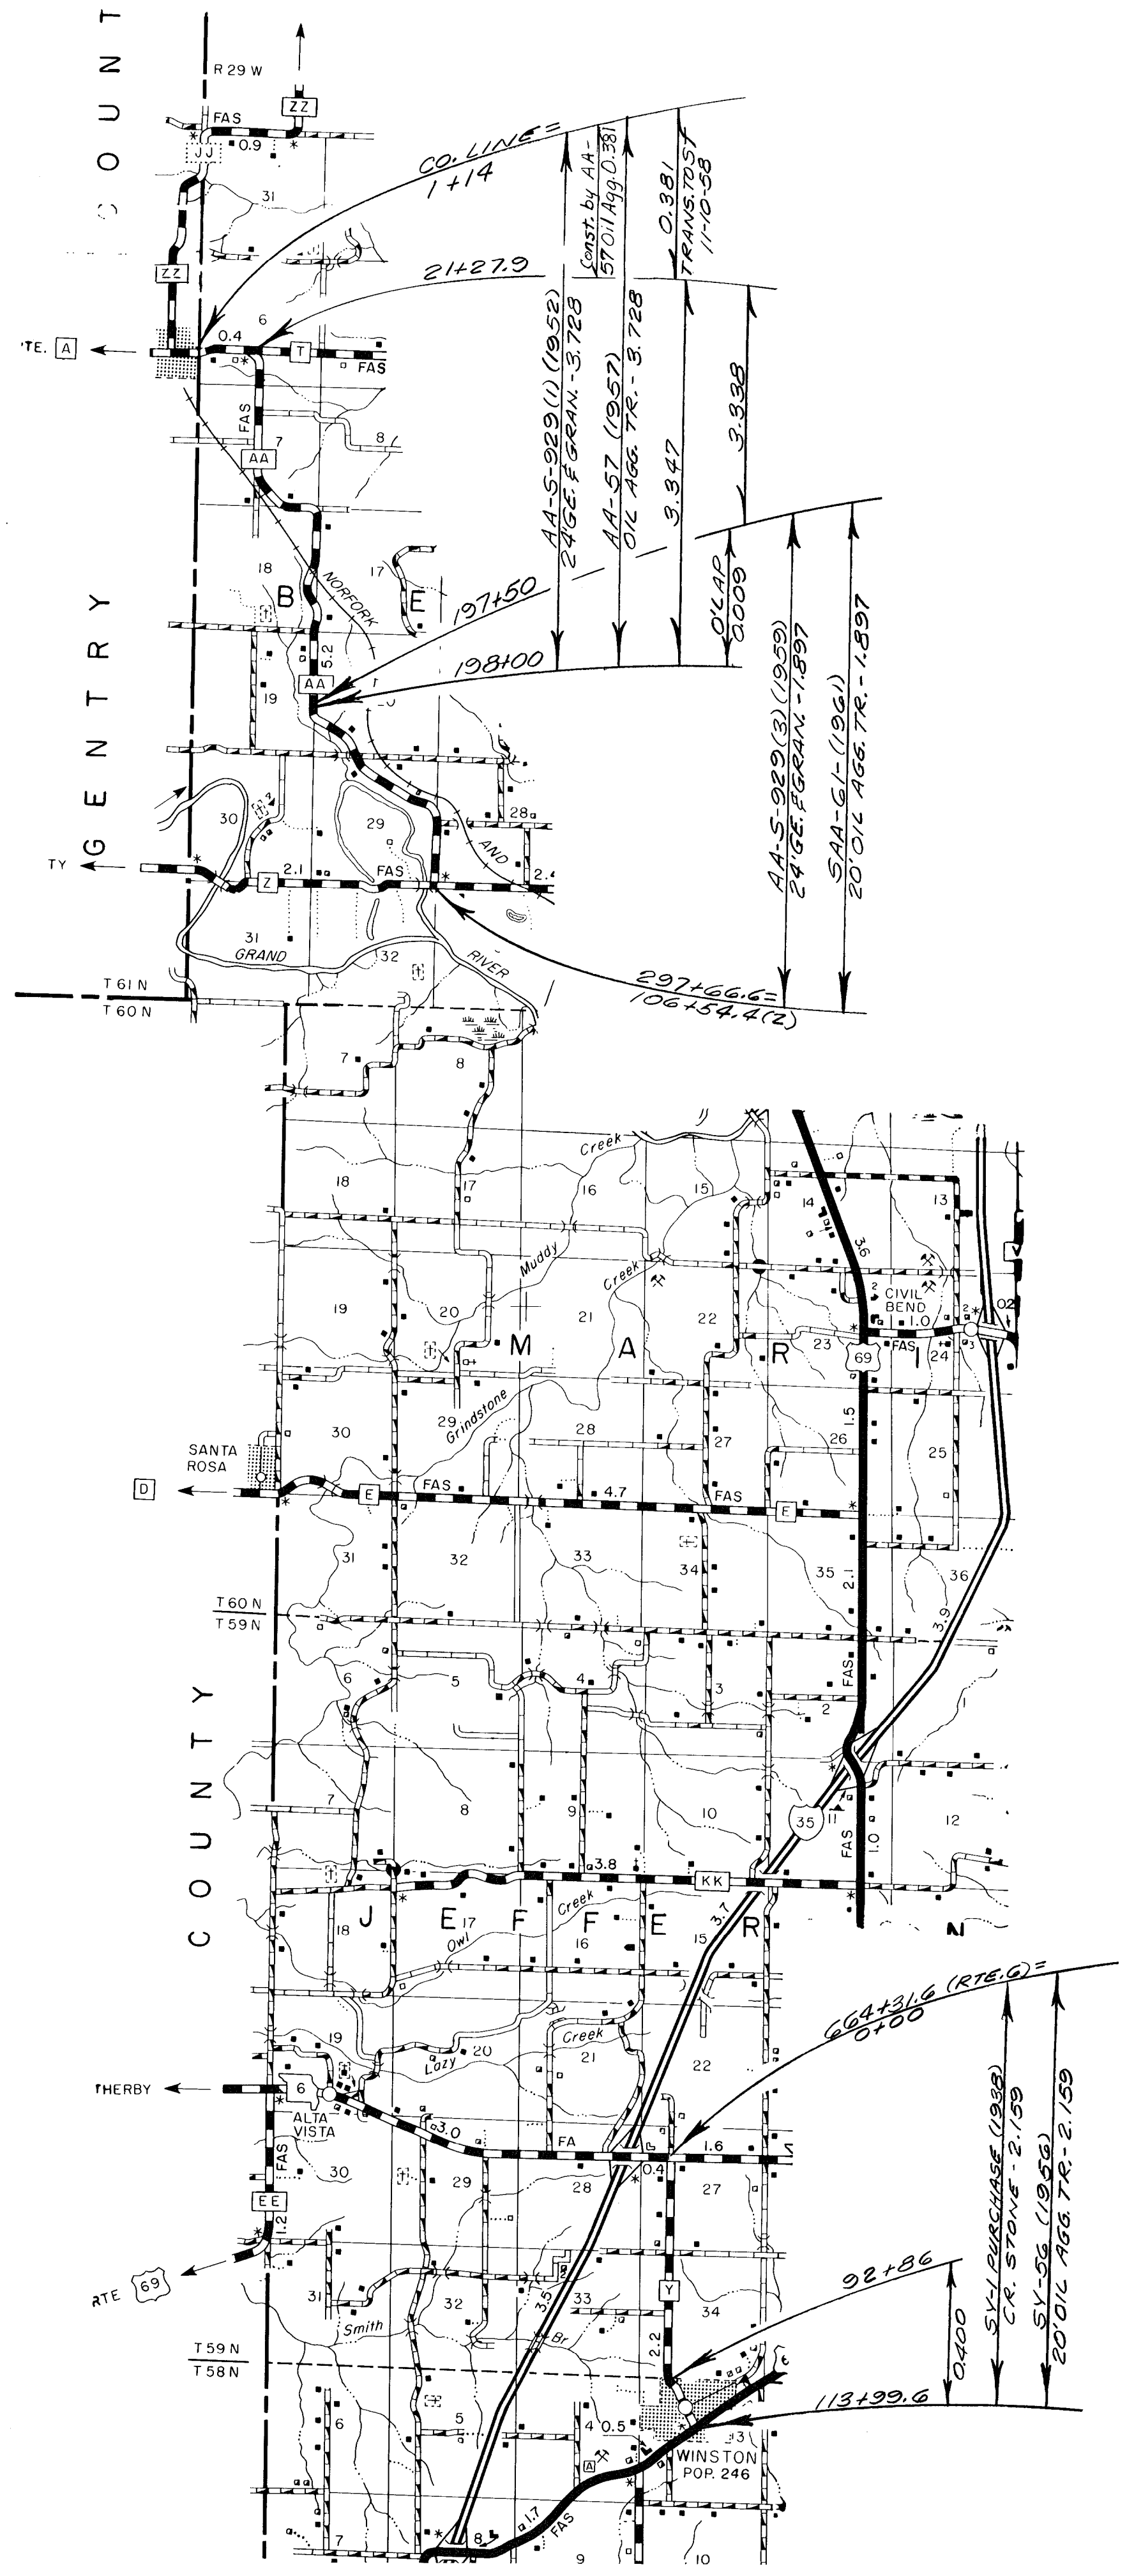 COUNT
R 29 W
ZZ
FAS
0.9
JJ
31
CO. LINE =
1+14
ZZ
Const. by AA-
57 Oil Agg. 0.381
0.381
TRANS. TO ST
11-10-58
21+27.9
6
0.4
TE. A
T
FAS
FAS
7
8
AA
AA-S-929(1) (1952)
24' GE. & GRAN. - 3.728
AA-57 (1957)
OIL AGG. TR. - 3.728
3.347
3.338
18
17
B E
NORFORK
GENTRY
197+50
198+00
O'LAP
0.009
5.2
AA
19
AA-S-929(3) (1959)
24' GE. & GRAN. - 1.897
SAA-61-(1961)
20' OIL AGG. TR. - 1.897
30
29
28
AND
TY
2.1
FAS
Z
2.4
31
GRAND
32
RIVER
297+66.6=
106+54.4(2)
T 61 N
T 60 N
7
8
Creek
18
17
16
15
14
13
3.6
Muddy
Creek
2
CIVIL
BEND
1.0
2
0.2
19
20
21
22
23
FAS
24
3
M A R I
69
1.5
30
29
Grindstone
28
27
26
25
SANTA
ROSA
D
E
FAS
4.7
FAS
E
31
32
33
34
35
2.1
36
3.9
T 60 N
T 59 N
6
5
4
3
2
1
FAS
COUNTY
7
8
9
10
35
11
12
FAS
1.0
3.8
KK
J E F F E R N
18
17
Creek
16
15
3.7
Owl
664+31.6 (RTE. 6) =
0+00
19
20
Creek
21
22
Lazy
THERBY
6
ALTA
VISTA
3.0
FA
1.6
0.4
FAS
30
29
28
27
EE
1.2
SY-1 PURCHASE (1938)
CR. STONE - 2.159
SY-56 (1956)
20' OIL AGG. TR. - 2.159
92+86
RTE 69
31
32
3.5
33
Y
34
Smith
Br
2.2
0.400
T 59 N
T 58 N
113+99.6
6
5
4
0.5
WINSTON
POP. 246
A
7
8
1.7
FAS
9
10